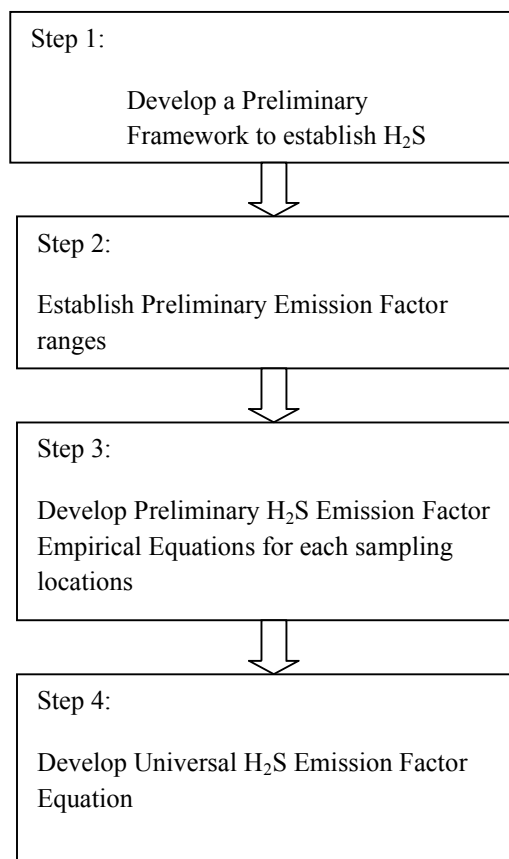 Step 1:
Develop a Preliminary
Framework to establish H₂S
Step 2:
Establish Preliminary Emission Factor
ranges
Step 3:
Develop Preliminary H₂S Emission Factor
Empirical Equations for each sampling
locations
Step 4:
Develop Universal H₂S Emission Factor
Equation